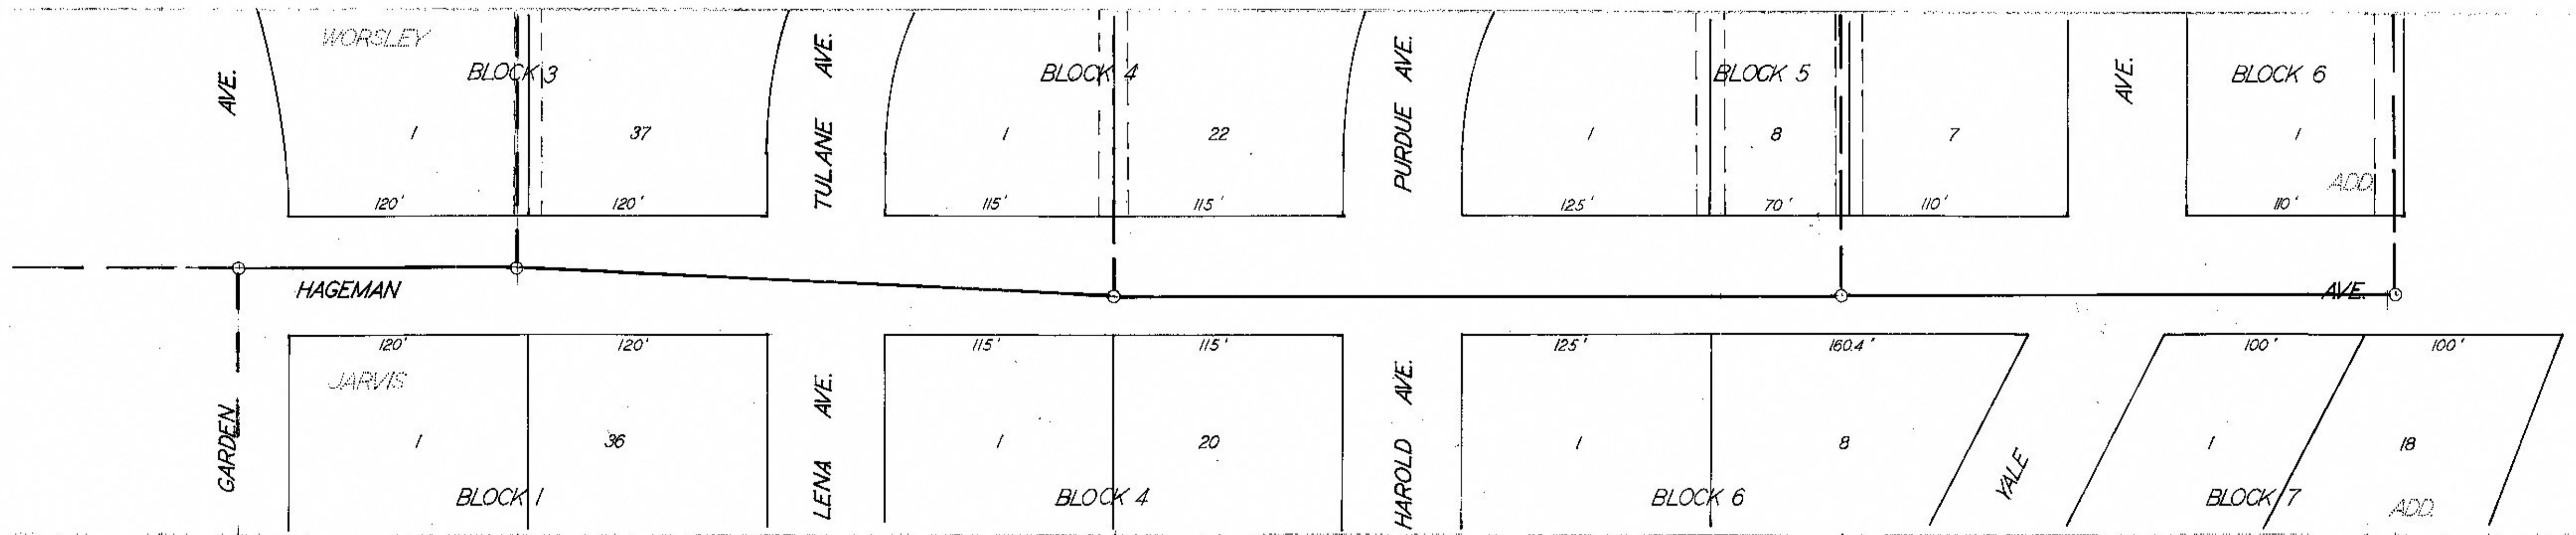 WORSLEY
BLOCK 3
BLOCK 4
BLOCK 5
BLOCK 6
AVE.
TULANE AVE.
PURDUE AVE.
AVE.
1
37
1
22
1
8
7
1
ADD.
120'
120'
115'
115'
125'
70'
110'
110'
HAGEMAN
AVE.
120'
120'
115'
115'
125'
160.4'
100'
100'
JARVIS
GARDEN
LENA AVE.
HAROLD AVE.
YALE
1
36
1
20
1
8
1
18
BLOCK 1
BLOCK 4
BLOCK 6
BLOCK 7
ADD.